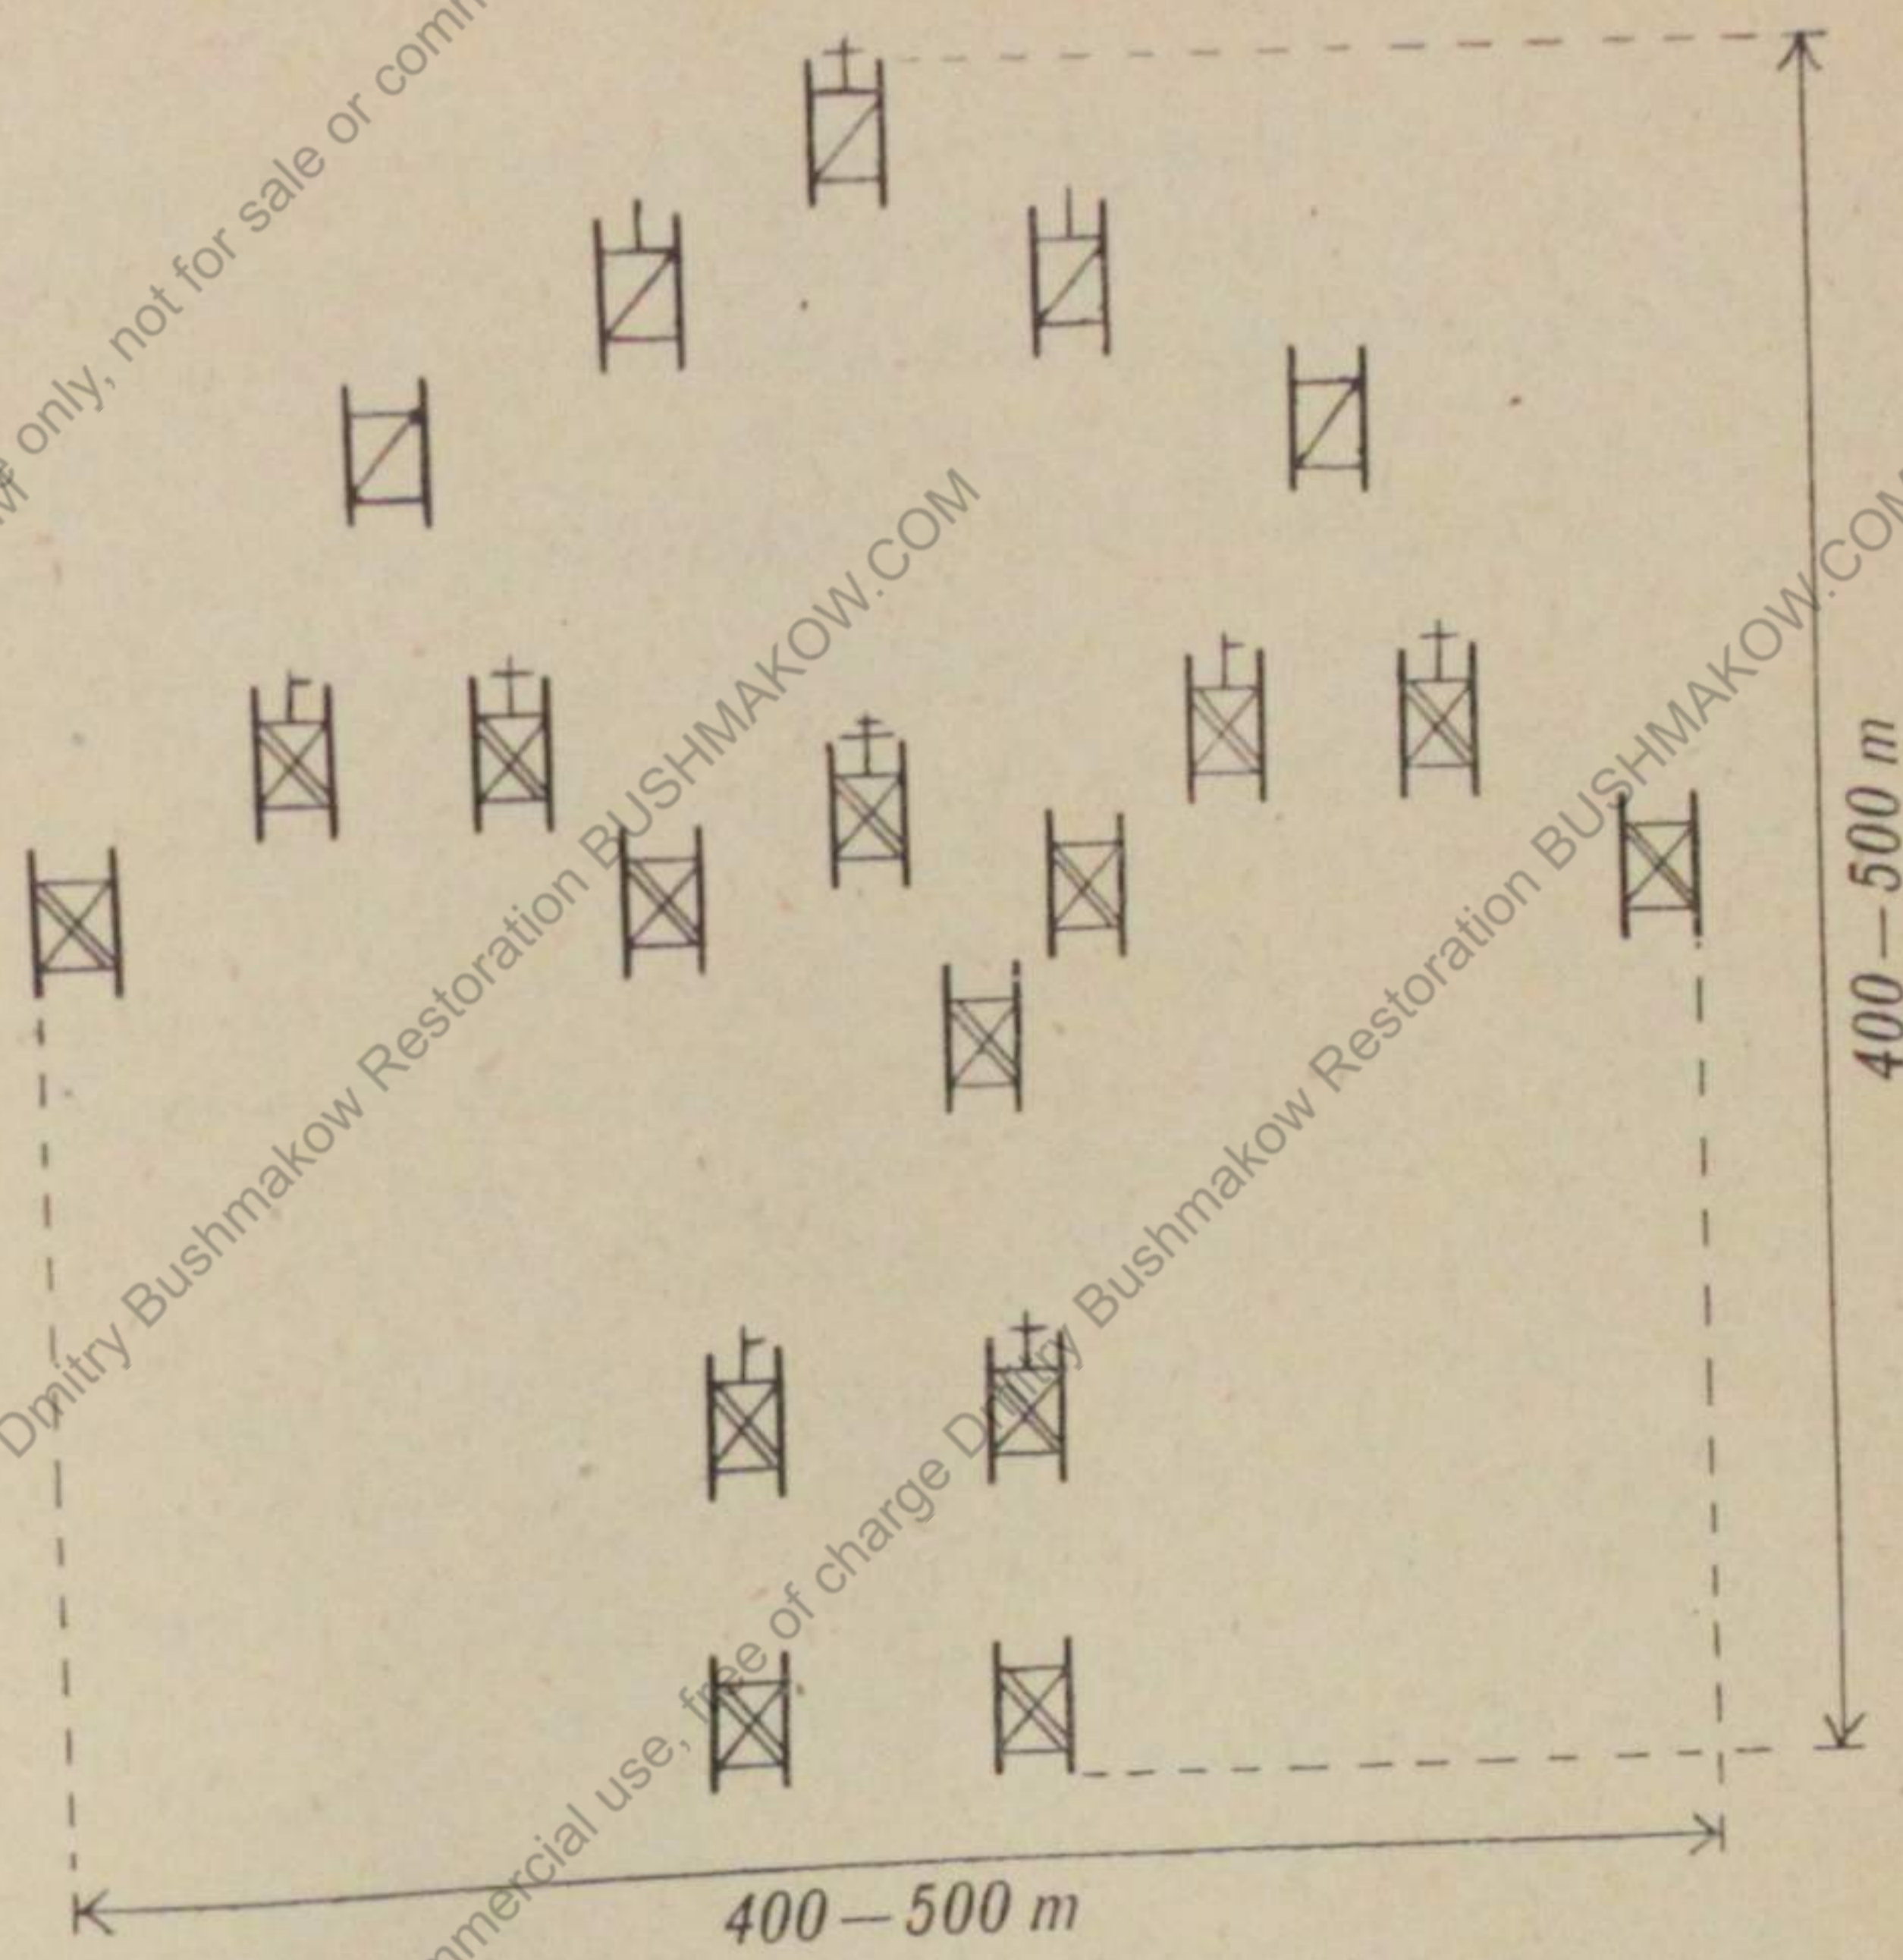 only, not for sale or comm
Dmitry Bushmakow Restoration BUSHMAKOW.COM
mmercial use, free of charge Dmitry Bushmakow Restoration BUSHMAKOW.COM
400–500 m
400–500 m